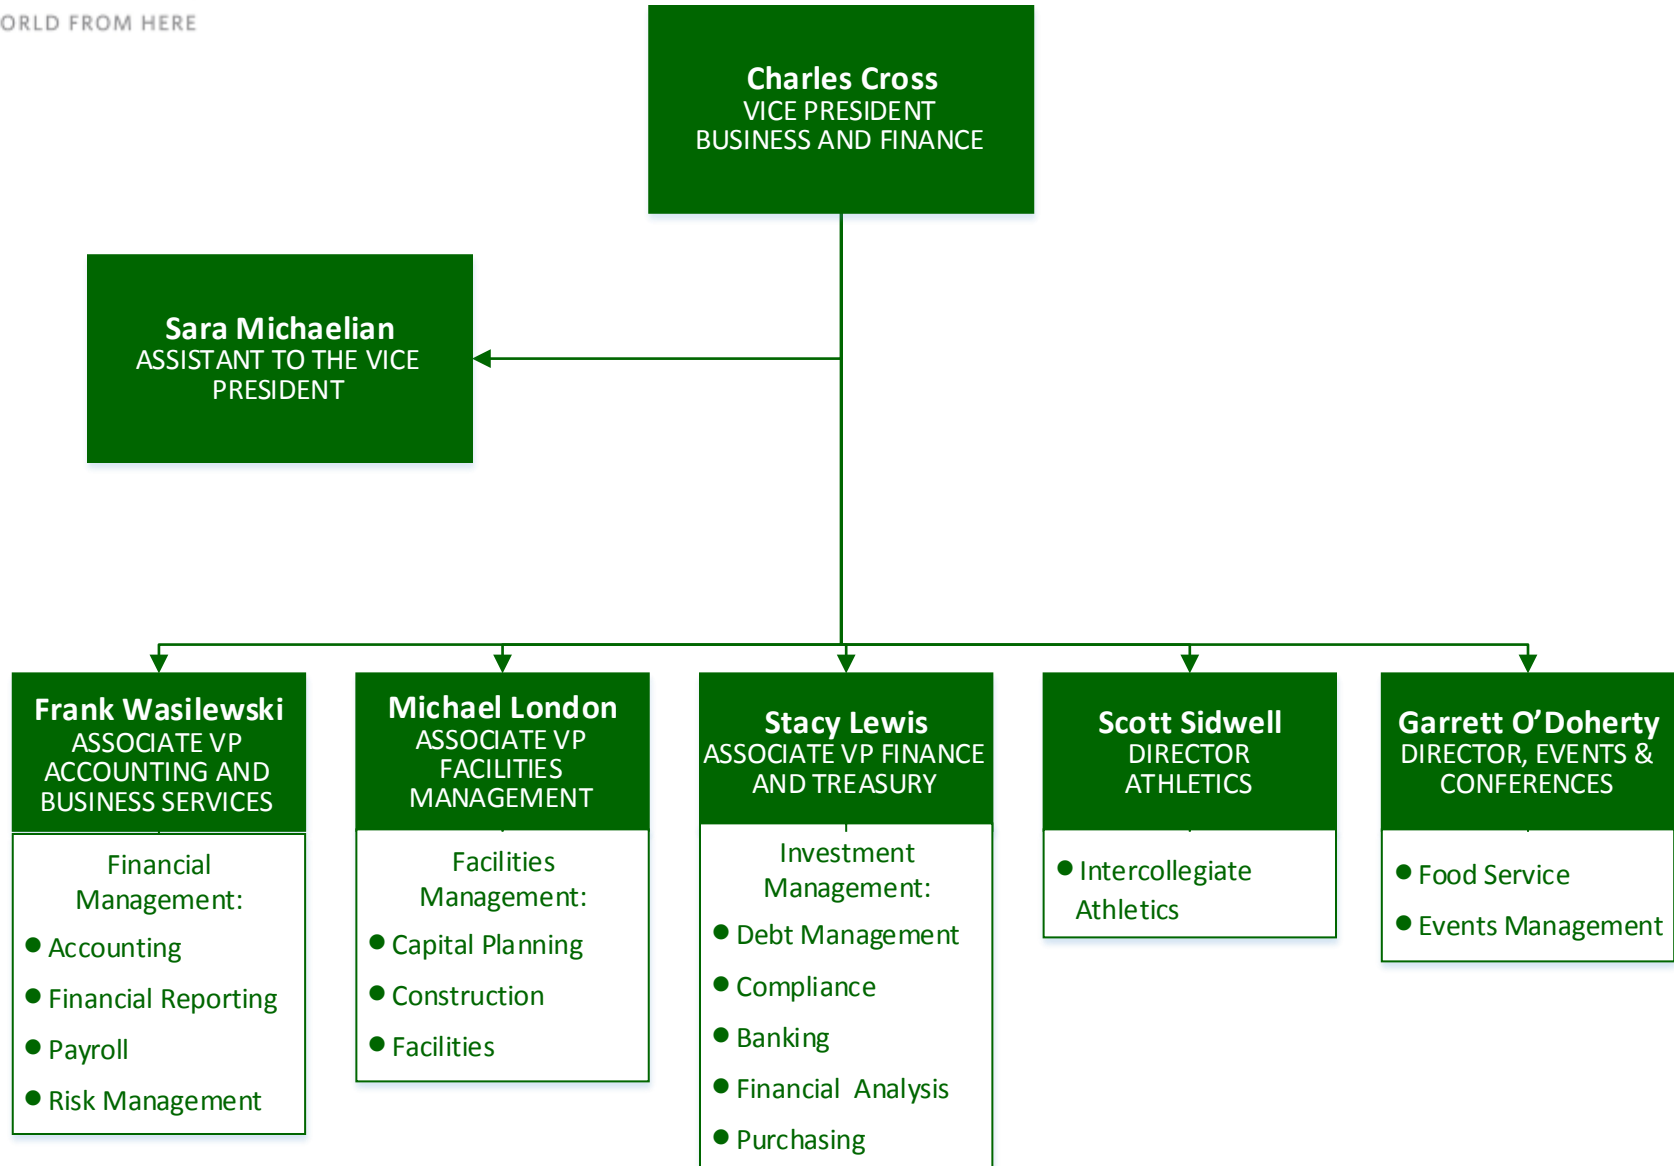 ORLD FROM HERE
Charles Cross
VICE PRESIDENT
BUSINESS AND FINANCE
Sara Michaelian
ASSISTANT TO THE VICE
PRESIDENT
Frank Wasilewski
ASSOCIATE VP
ACCOUNTING AND
BUSINESS SERVICES
Financial
Management:
● Accounting
● Financial Reporting
● Payroll
● Risk Management
Michael London
ASSOCIATE VP
FACILITIES
MANAGEMENT
Facilities
Management:
● Capital Planning
● Construction
● Facilities
Stacy Lewis
ASSOCIATE VP FINANCE
AND TREASURY
Investment
Management:
● Debt Management
● Compliance
● Banking
● Financial Analysis
● Purchasing
Scott Sidwell
DIRECTOR
ATHLETICS
● Intercollegiate
Athletics
Garrett O’Doherty
DIRECTOR, EVENTS &
CONFERENCES
● Food Service
● Events Management